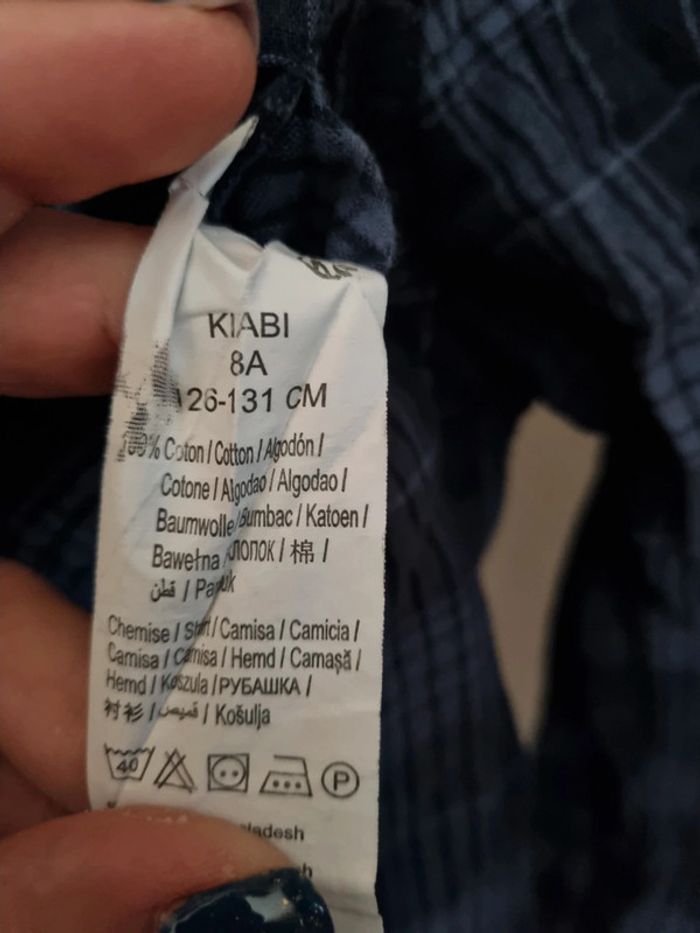 KIABI
8A
126-131 CM
100% Coton / Cotton / Algodón /
Cotone / Algodao / Algodao /
Baumwolle / Bumbac / Katoen /
Bawełna / ХЛОПОК / 棉 /
قطن / Pamuk
Chemise / Shirt / Camisa / Camicia /
Camisa / Camisa / Hemd / Camaşă /
Hemd / Koszula / РУБАШКА /
衬衫 / قميص / Košulja
40 P